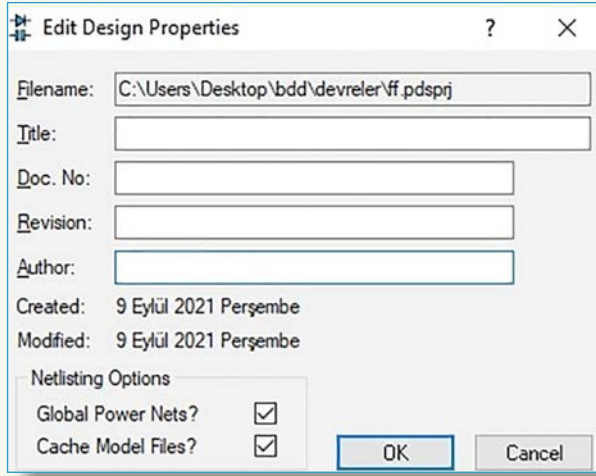 Edit Design Properties ? ×
Filename: C:\Users\Desktop\bdd\devreler\ff.pdsprj
Title:
Doc. No:
Revision:
Author:
Created: 9 Eylül 2021 Perşembe
Modified: 9 Eylül 2021 Perşembe
Netlisting Options
Global Power Nets?
Cache Model Files?
OK Cancel